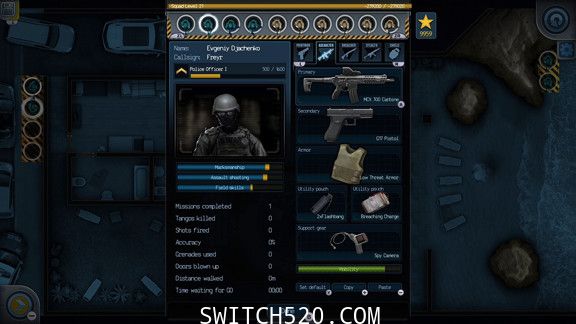 Squad Level 21
9959
Name: Evgeniy Djachenko
Callsign: Freyr
Police Officer I 500 / 1600
Marksmanship
Assault shooting
Field skills
Missions completed 1
Tangos killed 0
Shots fired 0
Accuracy 0%
Grenades used 0
Doors blown up 0
Distance walked 0m
Time waiting for GO 00:00
Primary
MCX 300 Custom
Secondary
G17 Pistol
Armor
Low Threat Armor
Utility pouch
2xFlashbang
Utility pouch
Breaching Charge
Support gear
Spy Camera
Mobility
Set default
Copy
Paste
SWITCH520.COM